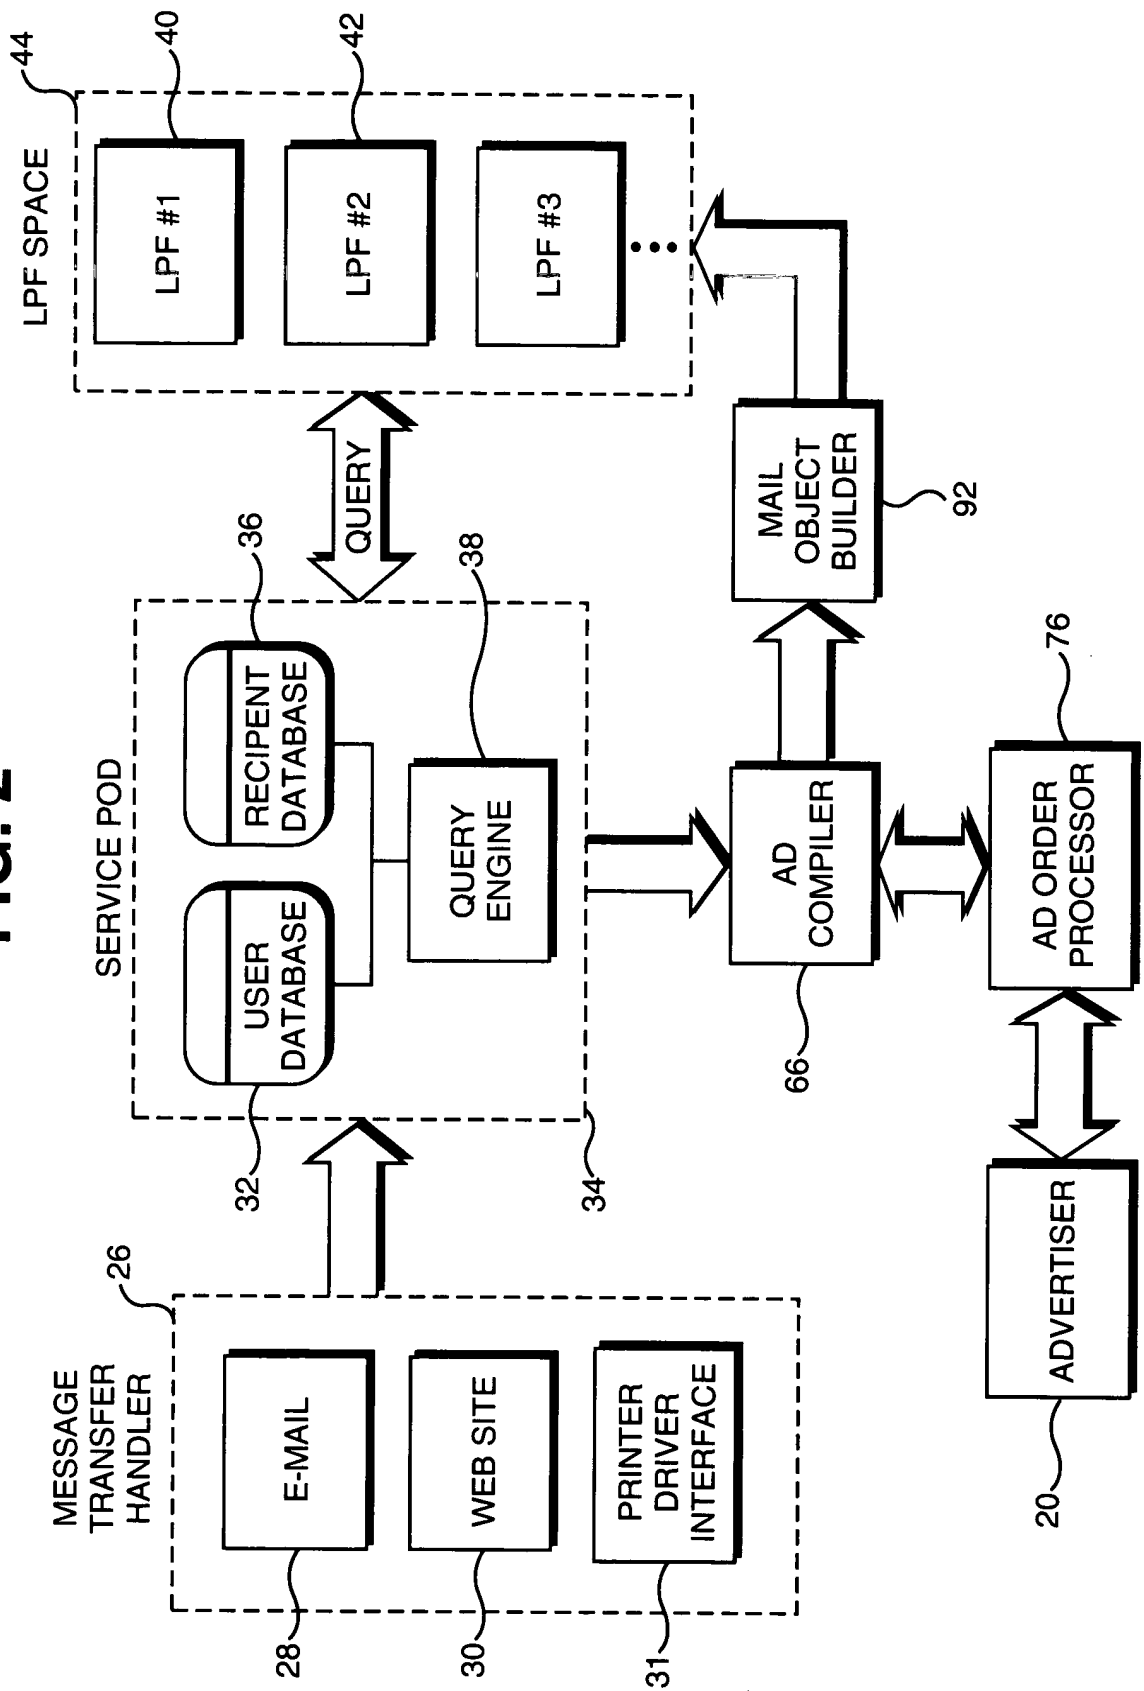 FIG. 2
MESSAGE
TRANSFER
HANDLER
26
E-MAIL
28
WEB SITE
30
PRINTER
DRIVER
INTERFACE
31
SERVICE POD
USER
DATABASE
32
RECIPENT
DATABASE
36
QUERY
ENGINE
38
34
QUERY
LPF SPACE
44
LPF #1
40
LPF #2
42
LPF #3
AD
COMPILER
66
MAIL
OBJECT
BUILDER
92
ADVERTISER
20
AD ORDER
PROCESSOR
76